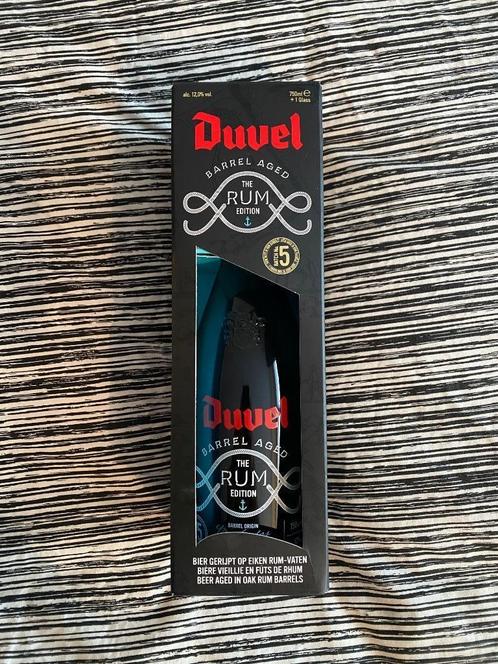 alc. 12,0% vol.
750ml ℮
+ 1 Glass
Duvel
BARREL AGED
THE
RUM
EDITION
BATCH No
5
Duvel
BARREL AGED
THE
RUM
EDITION
BARREL ORIGIN
BIER GERIJPT OP EIKEN RUM-VATEN
BIÈRE VIEILLIE EN FÛTS DE RHUM
BEER AGED IN OAK RUM BARRELS